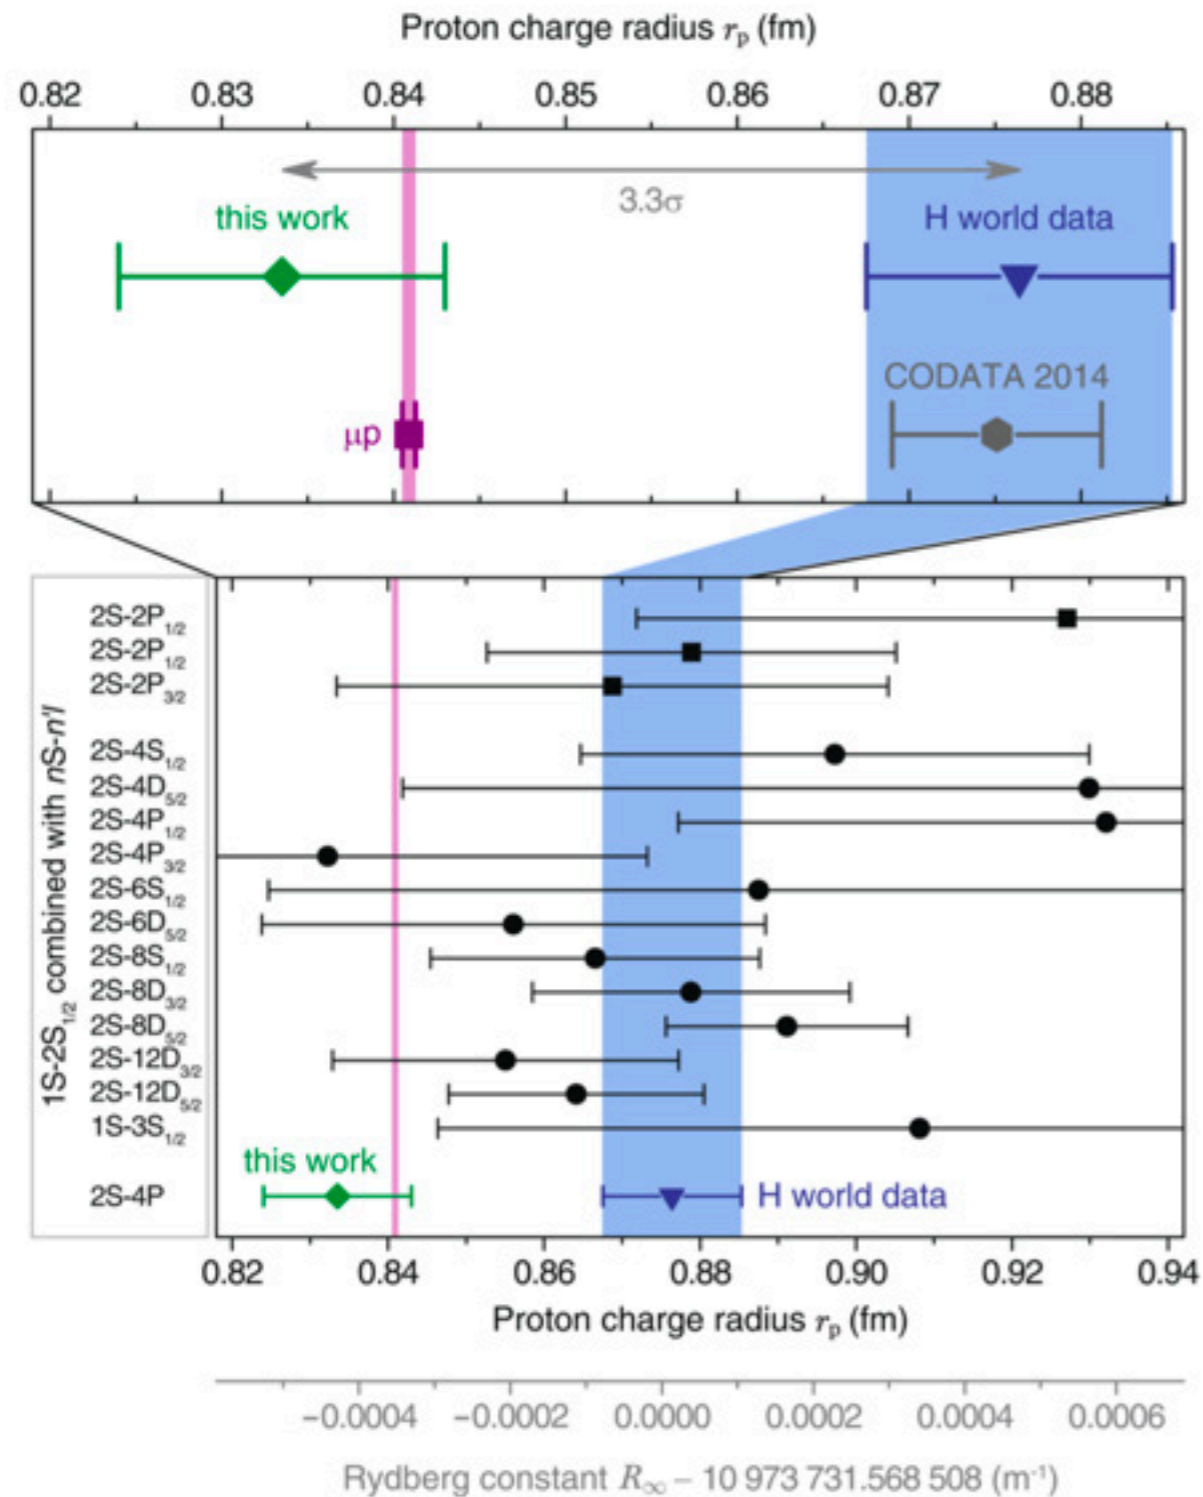 Proton charge radius rp (fm)
0.82 0.83 0.84 0.85 0.86 0.87 0.88
3.3σ
this work H world data
CODATA 2014
μp
1S-2S1/2 combined with nS-n'l
2S-2P1/2
2S-2P1/2
2S-2P3/2
2S-4S1/2
2S-4D5/2
2S-4P1/2
2S-4P3/2
2S-6S1/2
2S-6D5/2
2S-8S1/2
2S-8D3/2
2S-8D5/2
2S-12D3/2
2S-12D5/2
1S-3S1/2
this work
2S-4P H world data
0.82 0.84 0.86 0.88 0.90 0.92 0.94
Proton charge radius rp (fm)
−0.0004 −0.0002 0.0000 0.0002 0.0004 0.0006
Rydberg constant R∞ – 10 973 731.568 508 (m-1)